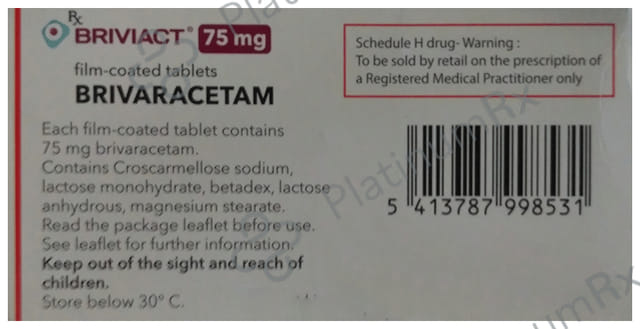 Rx
BRIVIACT® 75 mg
film-coated tablets
BRIVARACETAM
Each film-coated tablet contains
75 mg brivaracetam.
Contains Croscarmellose sodium,
lactose monohydrate, betadex, lactose
anhydrous, magnesium stearate.
Read the package leaflet before use.
See leaflet for further information.
Keep out of the sight and reach of
children.
Store below 30° C.
Schedule H drug- Warning :
To be sold by retail on the prescription of
a Registered Medical Practitioner only
5 413787 998531
PlatinumRx
PlatinumRx